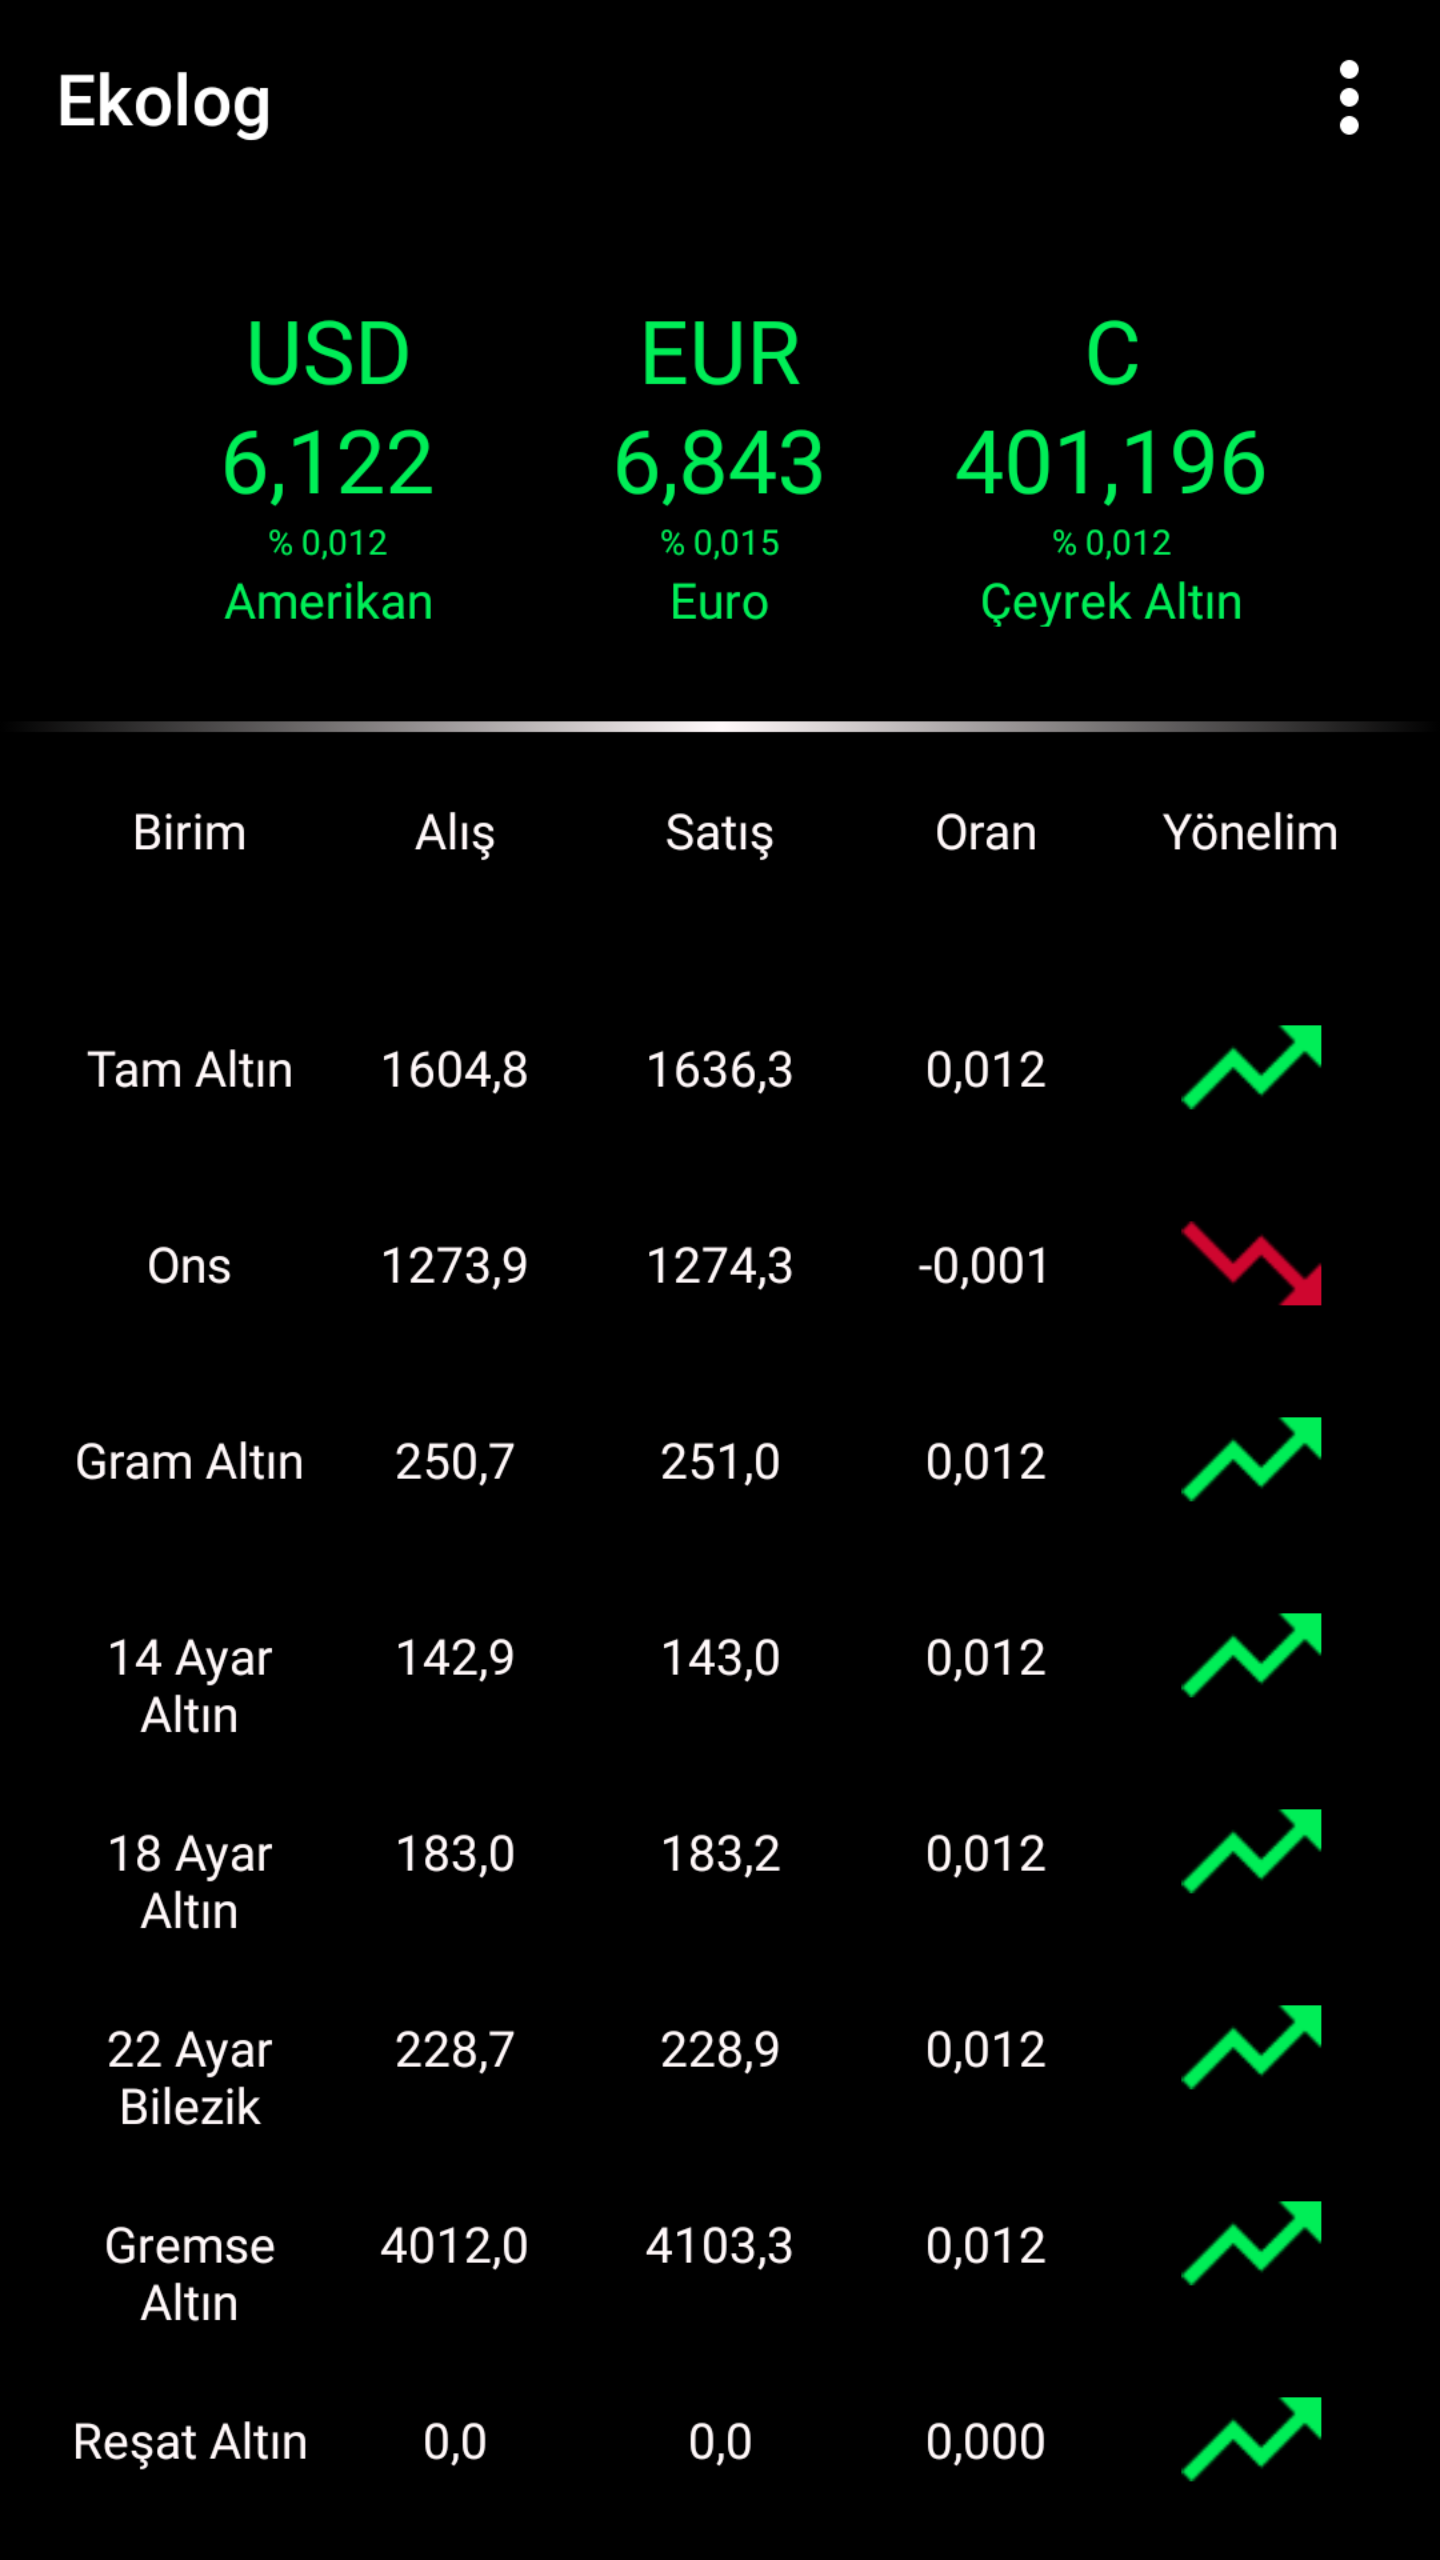 Ekolog
USD EUR C
6,122 6,843 401,196
% 0,012 % 0,015 % 0,012
Amerikan Euro Çeyrek Altın
Birim Alış Satış Oran Yönelim
Tam Altın 1604,8 1636,3 0,012
Ons 1273,9 1274,3 -0,001
Gram Altın 250,7 251,0 0,012
14 Ayar 142,9 143,0 0,012
Altın
18 Ayar 183,0 183,2 0,012
Altın
22 Ayar 228,7 228,9 0,012
Bilezik
Gremse 4012,0 4103,3 0,012
Altın
Reşat Altın 0,0 0,0 0,000